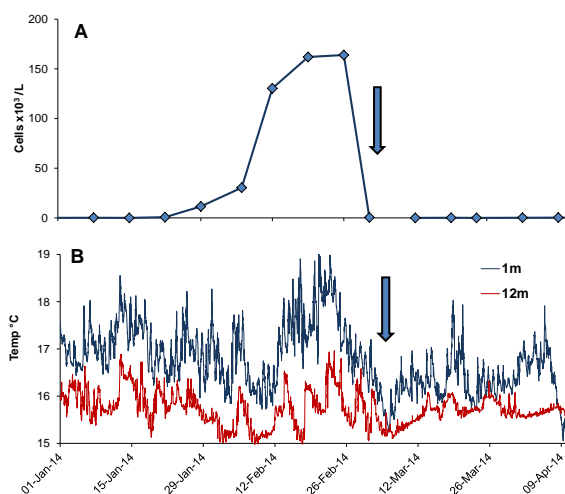 A
200
150
100
50
0
Cells x10³ /L
B
19
18
17
16
15
Temp °C
1m
12m
01-Jan-14
15-Jan-14
29-Jan-14
12-Feb-14
26-Feb-14
12-Mar-14
26-Mar-14
09-Apr-14